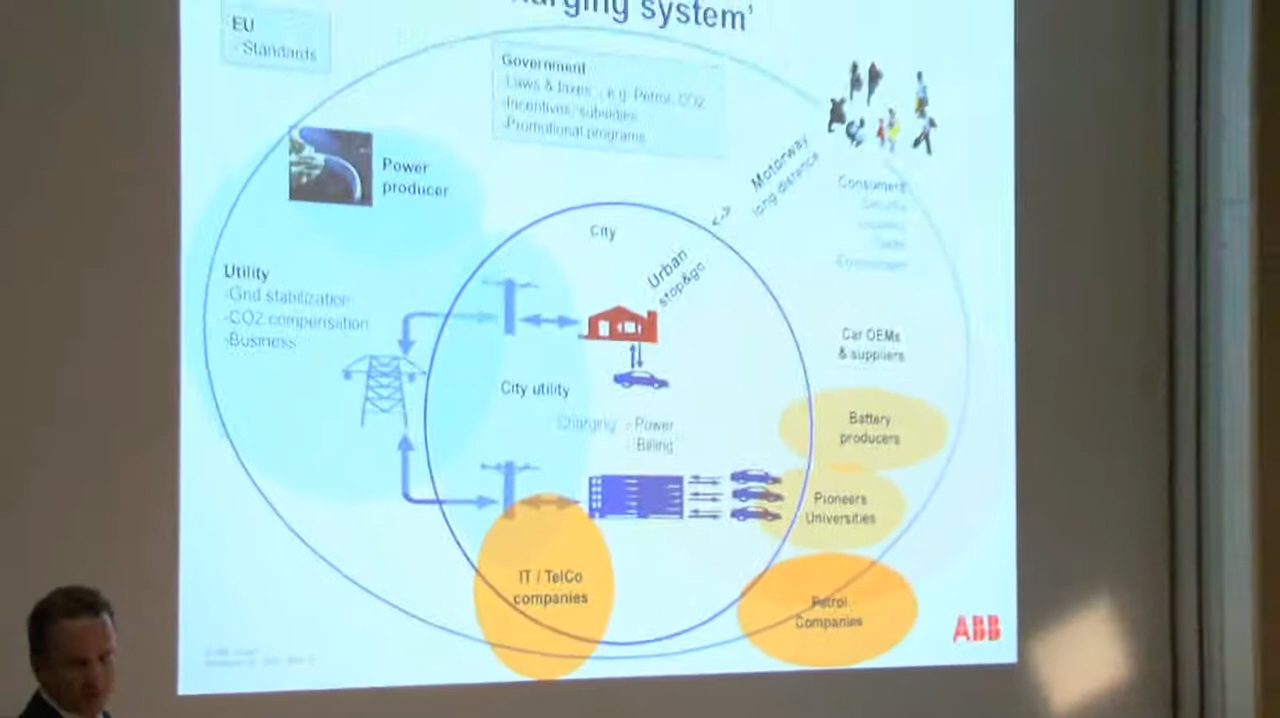 system'
EU
- Standards
Government
-Laws & taxes , e.g. Petrol, CO2
-Incentives, subsidies
-Promotional programs
Power
producer
Motorway
long distance
<->
Consumers
City
Urban
stop&go
Utility
-Grid stabilization
-CO2 compensation
-Business
Car OEMs
& suppliers
City utility
Charging: - Power
- Billing
Battery
producers
Pioneers
Universities
IT / TelCo
companies
Petrol
Companies
ABB